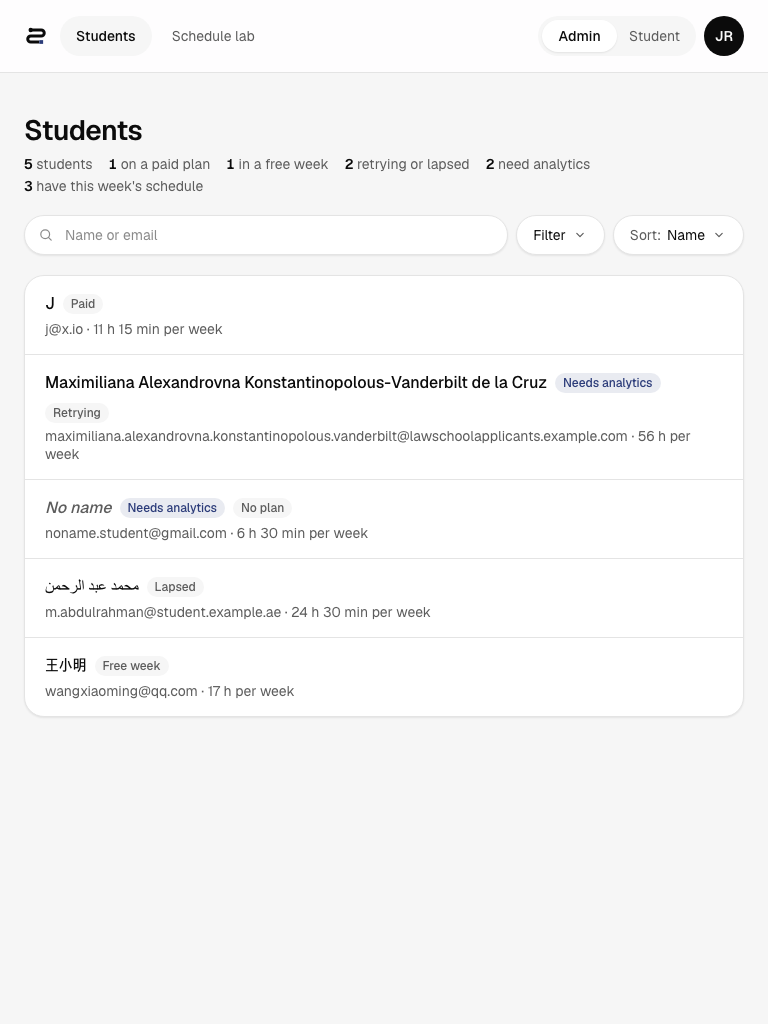 Students Schedule lab Admin Student JR
Students
5 students 1 on a paid plan 1 in a free week 2 retrying or lapsed 2 need analytics
3 have this week's schedule
Name or email Filter Sort: Name
J Paid
j@x.io · 11 h 15 min per week
Maximiliana Alexandrovna Konstantinopolous-Vanderbilt de la Cruz Needs analytics
Retrying
maximiliana.alexandrovna.konstantinopolous.vanderbilt@lawschoolapplicants.example.com · 56 h per
week
No name Needs analytics No plan
noname.student@gmail.com · 6 h 30 min per week
محمد عبد الرحمن Lapsed
m.abdulrahman@student.example.ae · 24 h 30 min per week
王小明 Free week
wangxiaoming@qq.com · 17 h per week